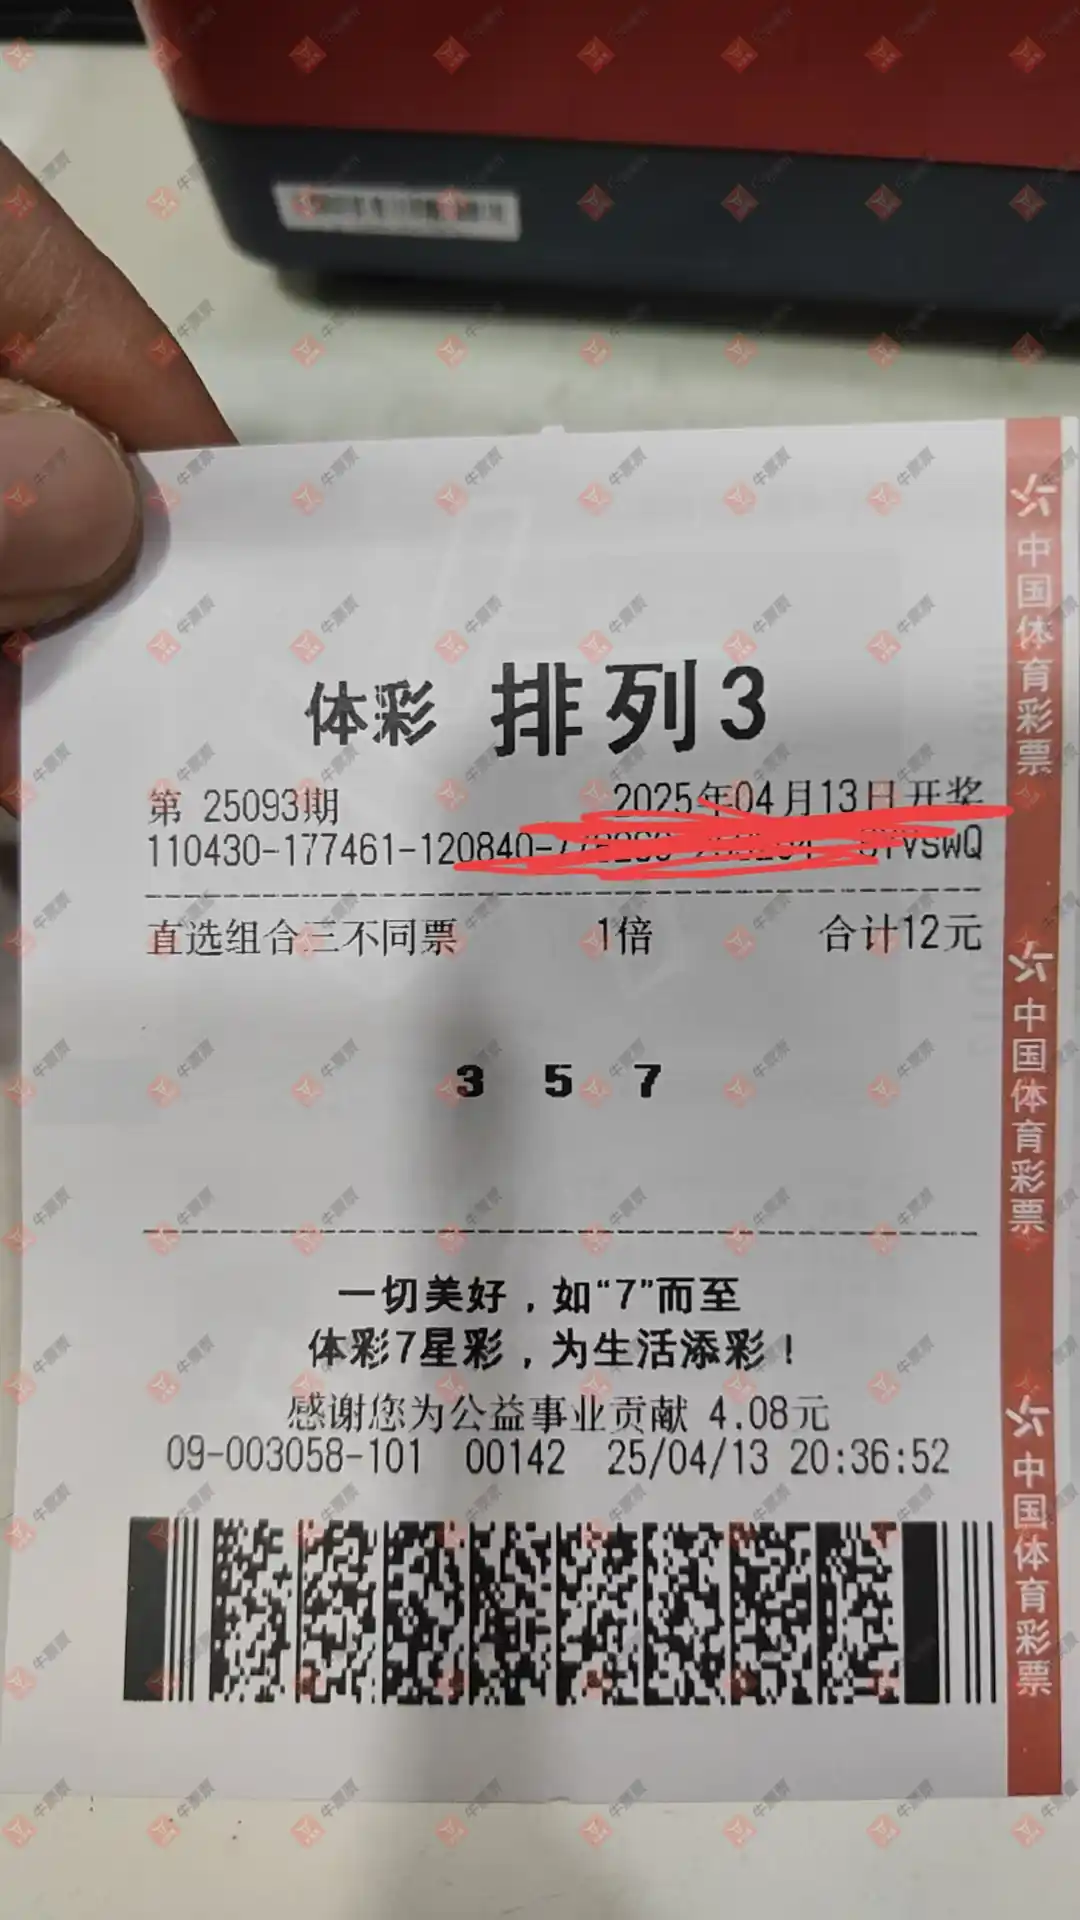 体彩 排列3
第 25093期 2025年04月13日开奖
110430-177461-120840-
直选组合三不同票 1倍 合计12元
3 5 7
一切美好，如“7”而至
体彩7星彩，为生活添彩！
感谢您为公益事业贡献 4.08元
09-003058-101 00142 25/04/13 20:36:52
中国体育彩票
中国体育彩票
中国体育彩票
牛票票